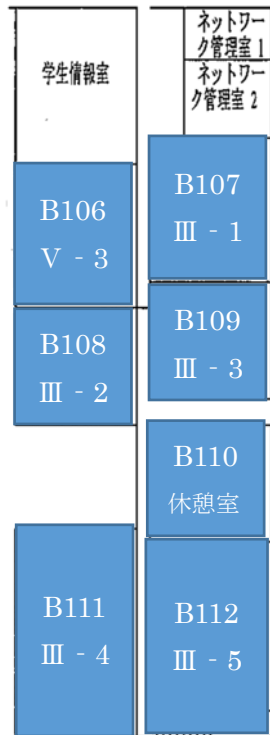 ネットワー
ク管理室 1
ネットワー
ク管理室 2
学生情報室
B106
Ⅴ - 3
B107
Ⅲ - 1
B108
Ⅲ - 2
B109
Ⅲ - 3
B110
休憩室
B111
Ⅲ - 4
B112
Ⅲ - 5